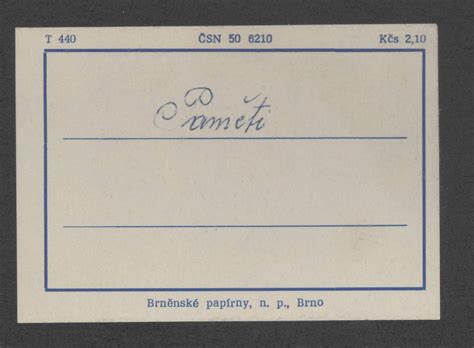 T 440 ČSN 50 6210 Kčs 2,10
Paměti
Brněnské papírny, n. p., Brno